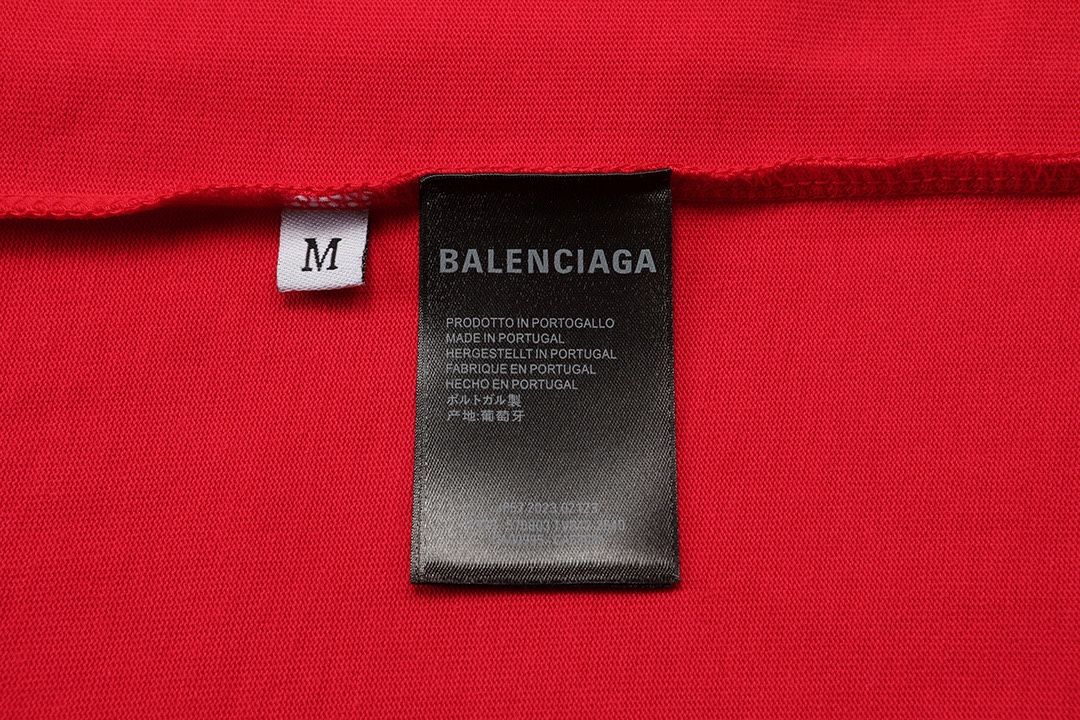 M
BALENCIAGA
PRODOTTO IN PORTOGALLO
MADE IN PORTUGAL
HERGESTELLT IN PORTUGAL
FABRIQUE EN PORTUGAL
HECHO EN PORTUGAL
ポルトガル製
产地:葡萄牙